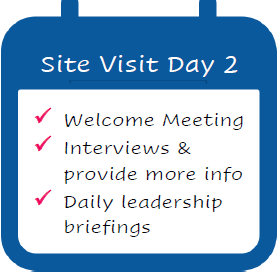 Site Visit Day 2
✓ Welcome Meeting
✓ Interviews &
provide more info
✓ Daily leadership
briefings